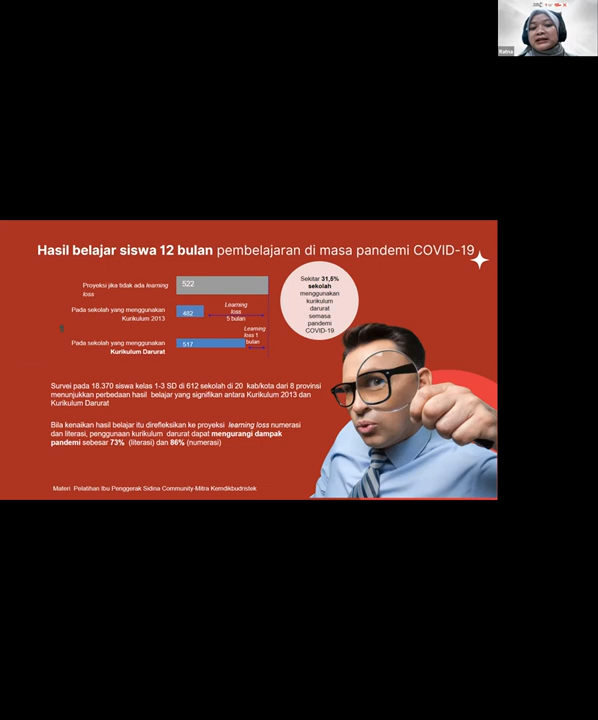 Ratna
Hasil belajar siswa 12 bulan pembelajaran di masa pandemi COVID-19
Proyeksi jika tidak ada learning
loss
522
Pada sekolah yang menggunakan
Kurikulum 2013
482
Learning
loss
5 bulan
Pada sekolah yang menggunakan
Kurikulum Darurat
517
Learning
loss 1
bulan
Sekitar 31,5%
sekolah
menggunakan
kurikulum
darurat
semasa
pandemi
COVID-19
Survei pada 18.370 siswa kelas 1-3 SD di 612 sekolah di 20 kab/kota dari 8 provinsi
menunjukkan perbedaan hasil belajar yang signifikan antara Kurikulum 2013 dan
Kurikulum Darurat
Bila kenaikan hasil belajar itu direfleksikan ke proyeksi learning loss numerasi
dan literasi, penggunaan kurikulum darurat dapat mengurangi dampak
pandemi sebesar 73% (literasi) dan 86% (numerasi)
Materi Pelatihan Ibu Penggerak Sidina Community-Mitra Kemdikbudristek